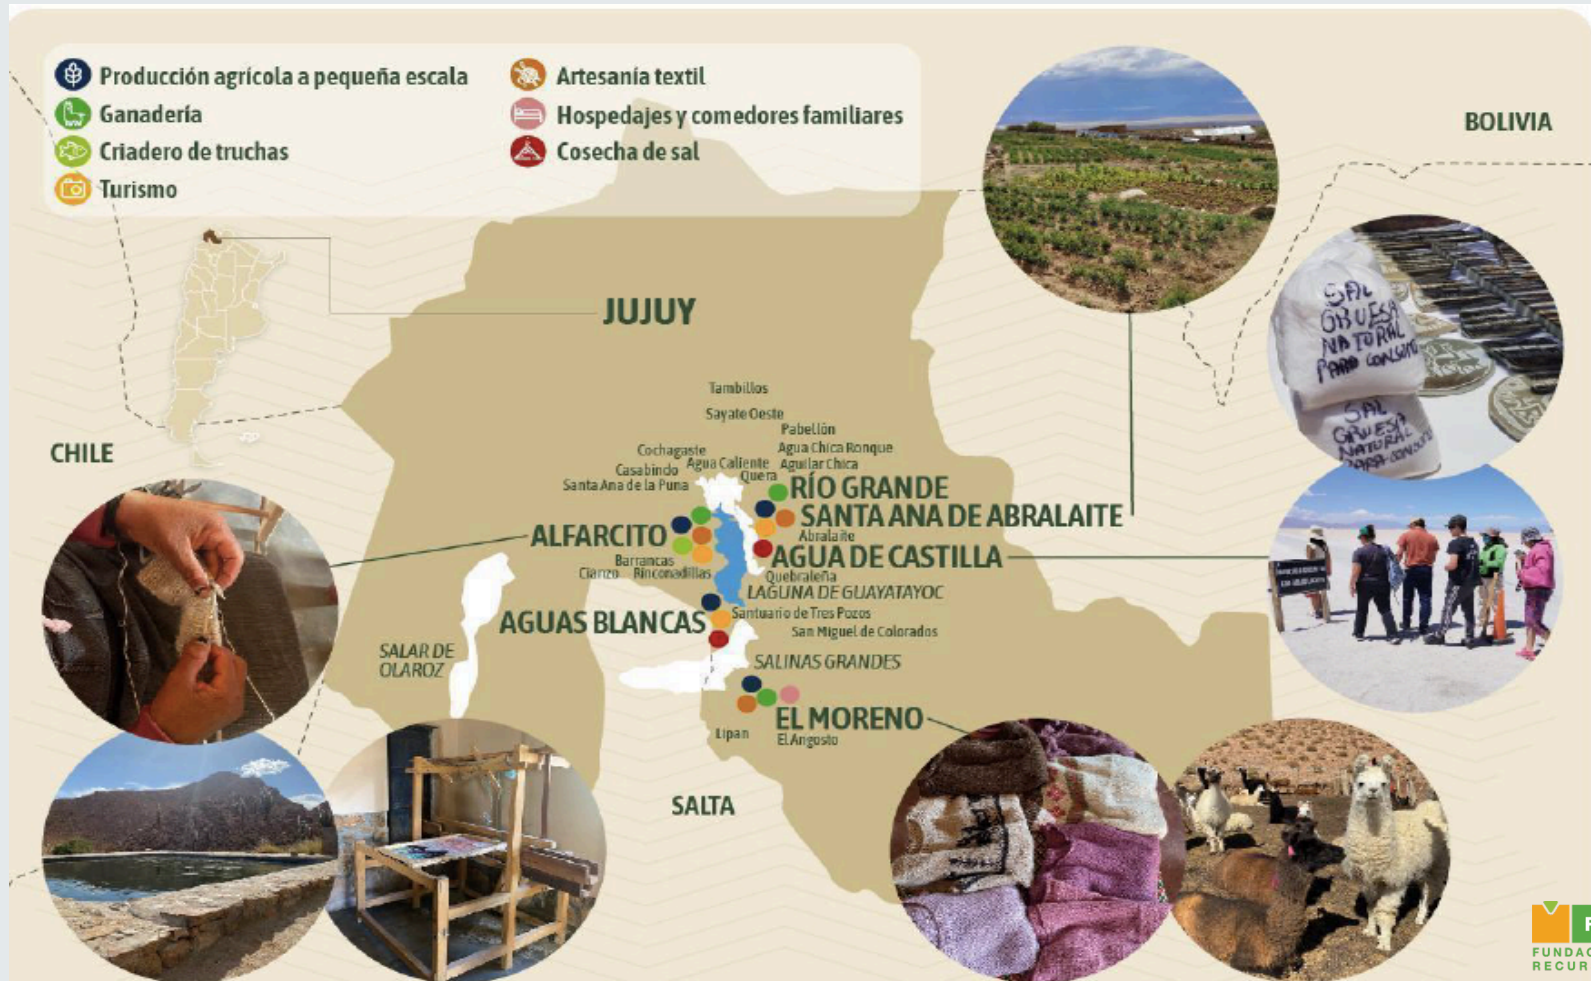 Producción agrícola a pequeña escala
Ganadería
Criadero de truchas
Turismo
Artesanía textil
Hospedajes y comedores familiares
Cosecha de sal
BOLIVIA
JUJUY
CHILE
SAL
GRUESA
NATURAL
PARA CONSUMO
SAL
GRUESA
NATURAL
PARA CONSUMO
Tambillos
Sayate Oeste
Pabellón
Agua Chica Ronque
Cochagaste
Agua Caliente
Aguilar Chica
Casabindo
Quera
Santa Ana de la Puna
RÍO GRANDE
SANTA ANA DE ABRALAITE
Abralaite
ALFARCITO
AGUA DE CASTILLA
Barrancas
Cianzo
Rinconadillas
Quebraleña
LAGUNA DE GUAYATAYOC
AGUAS BLANCAS
Santuario de Tres Pozos
San Miguel de Colorados
SALAR DE
OLAROZ
SALINAS GRANDES
EL MORENO
Lipan
El Angosto
SALTA
FUNDAC
RECUR